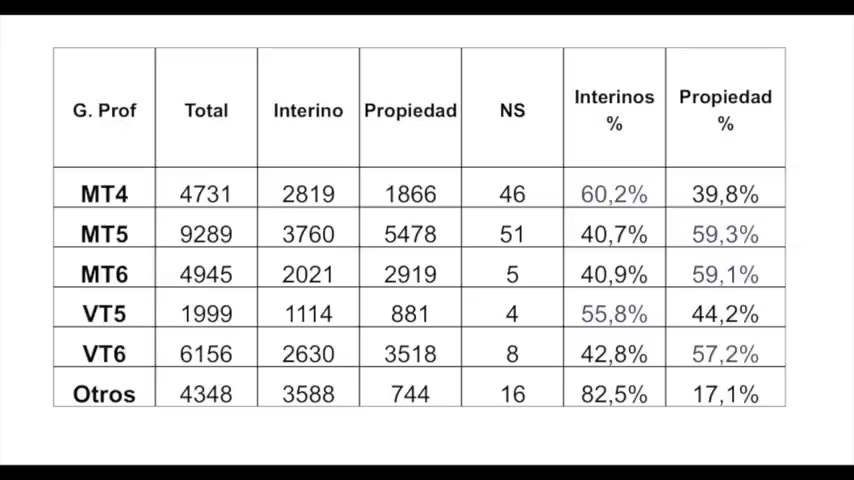 G. Prof Total Interino Propiedad NS Interinos % Propiedad %
MT4 4731 2819 1866 46 60,2% 39,8%
MT5 9289 3760 5478 51 40,7% 59,3%
MT6 4945 2021 2919 5 40,9% 59,1%
VT5 1999 1114 881 4 55,8% 44,2%
VT6 6156 2630 3518 8 42,8% 57,2%
Otros 4348 3588 744 16 82,5% 17,1%